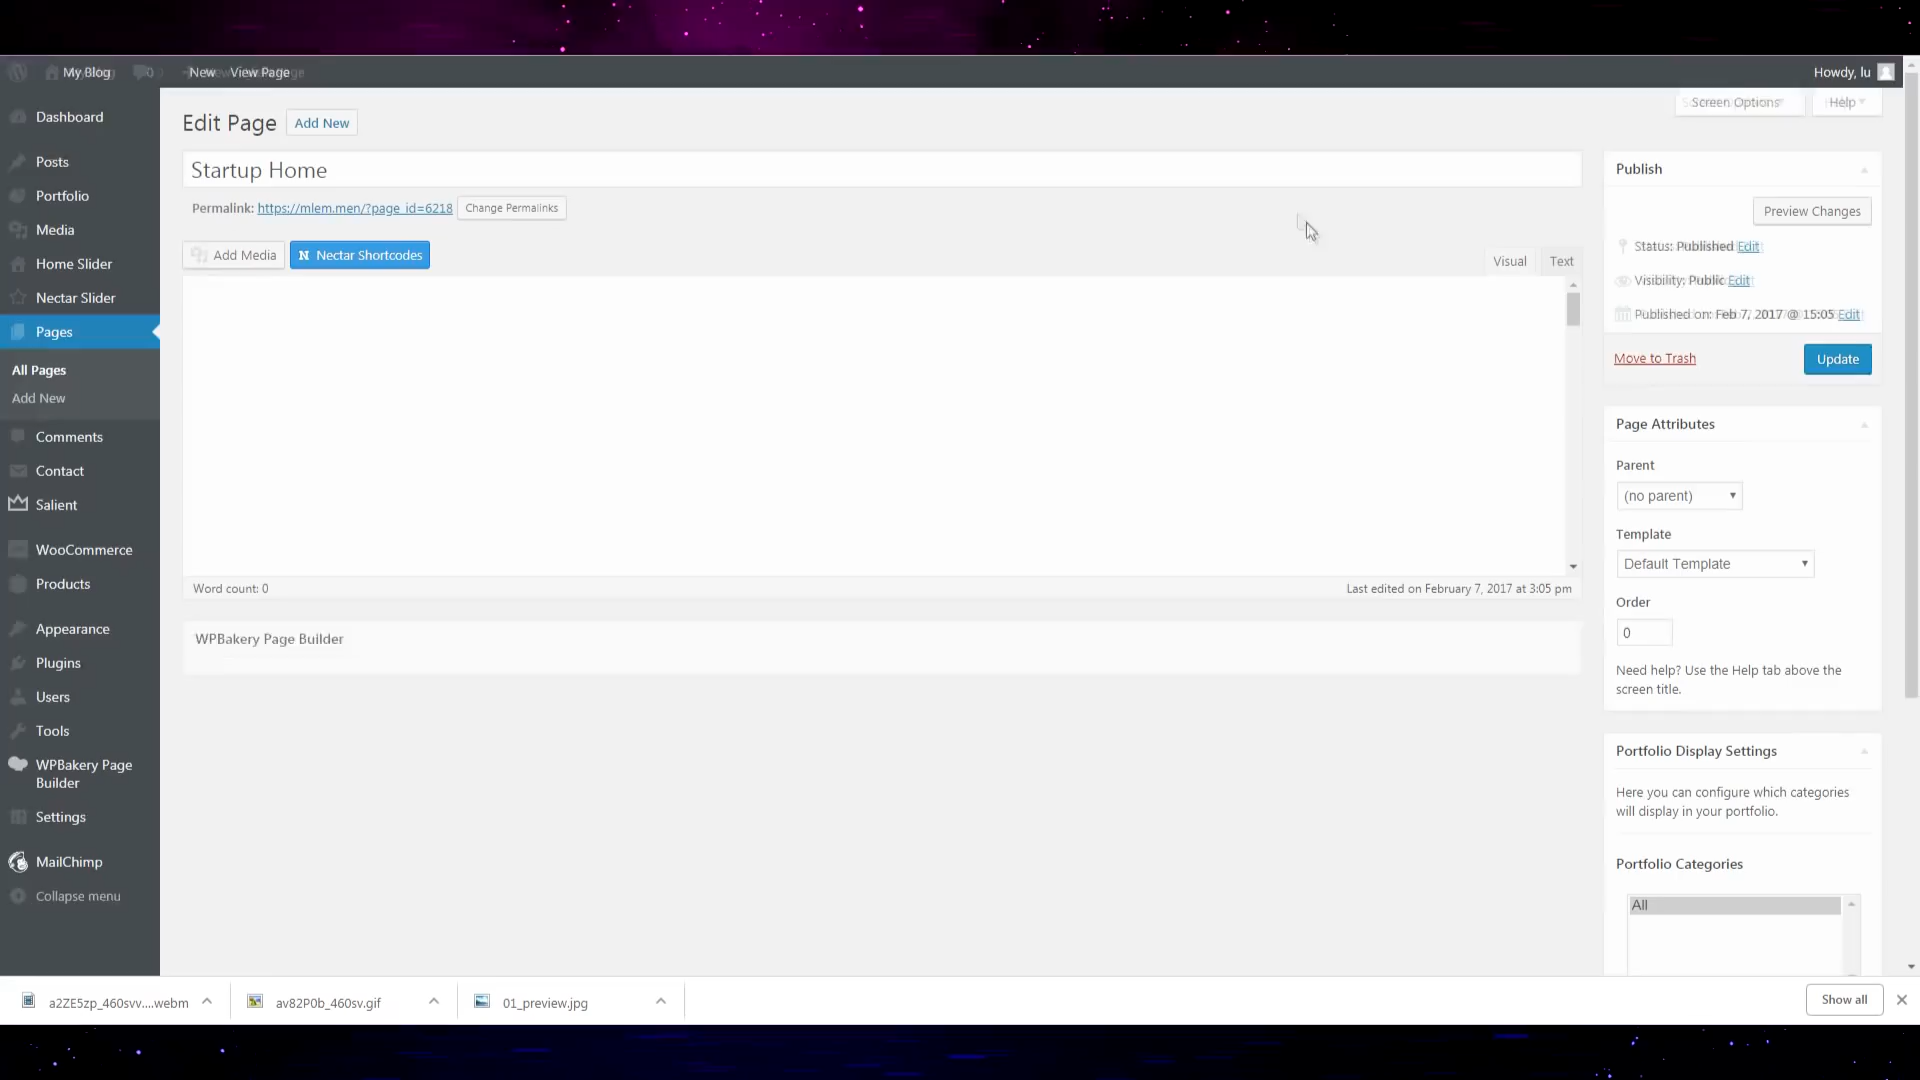 My Blog
0
New
View Page
Howdy, lu
Screen Options
Help
Dashboard
Posts
Portfolio
Media
Home Slider
Nectar Slider
Pages
All Pages
Add New
Comments
Contact
Salient
WooCommerce
Products
Appearance
Plugins
Users
Tools
WPBakery Page
Builder
Settings
MailChimp
Collapse menu
Edit Page
Add New
Startup Home
Permalink: https://mlem.men/?page_id=6218
Change Permalinks
Add Media
N Nectar Shortcodes
Visual
Text
Word count: 0
Last edited on February 7, 2017 at 3:05 pm
WPBakery Page Builder
Publish
Preview Changes
Status: Published Edit
Visibility: Public Edit
Published on: Feb 7, 2017 @ 15:05 Edit
Move to Trash
Update
Page Attributes
Parent
(no parent)
Template
Default Template
Order
0
Need help? Use the Help tab above the
screen title.
Portfolio Display Settings
Here you can configure which categories
will display in your portfolio.
Portfolio Categories
All
a2ZE5zp_460svv....webm
av82P0b_460sv.gif
01_preview.jpg
Show all